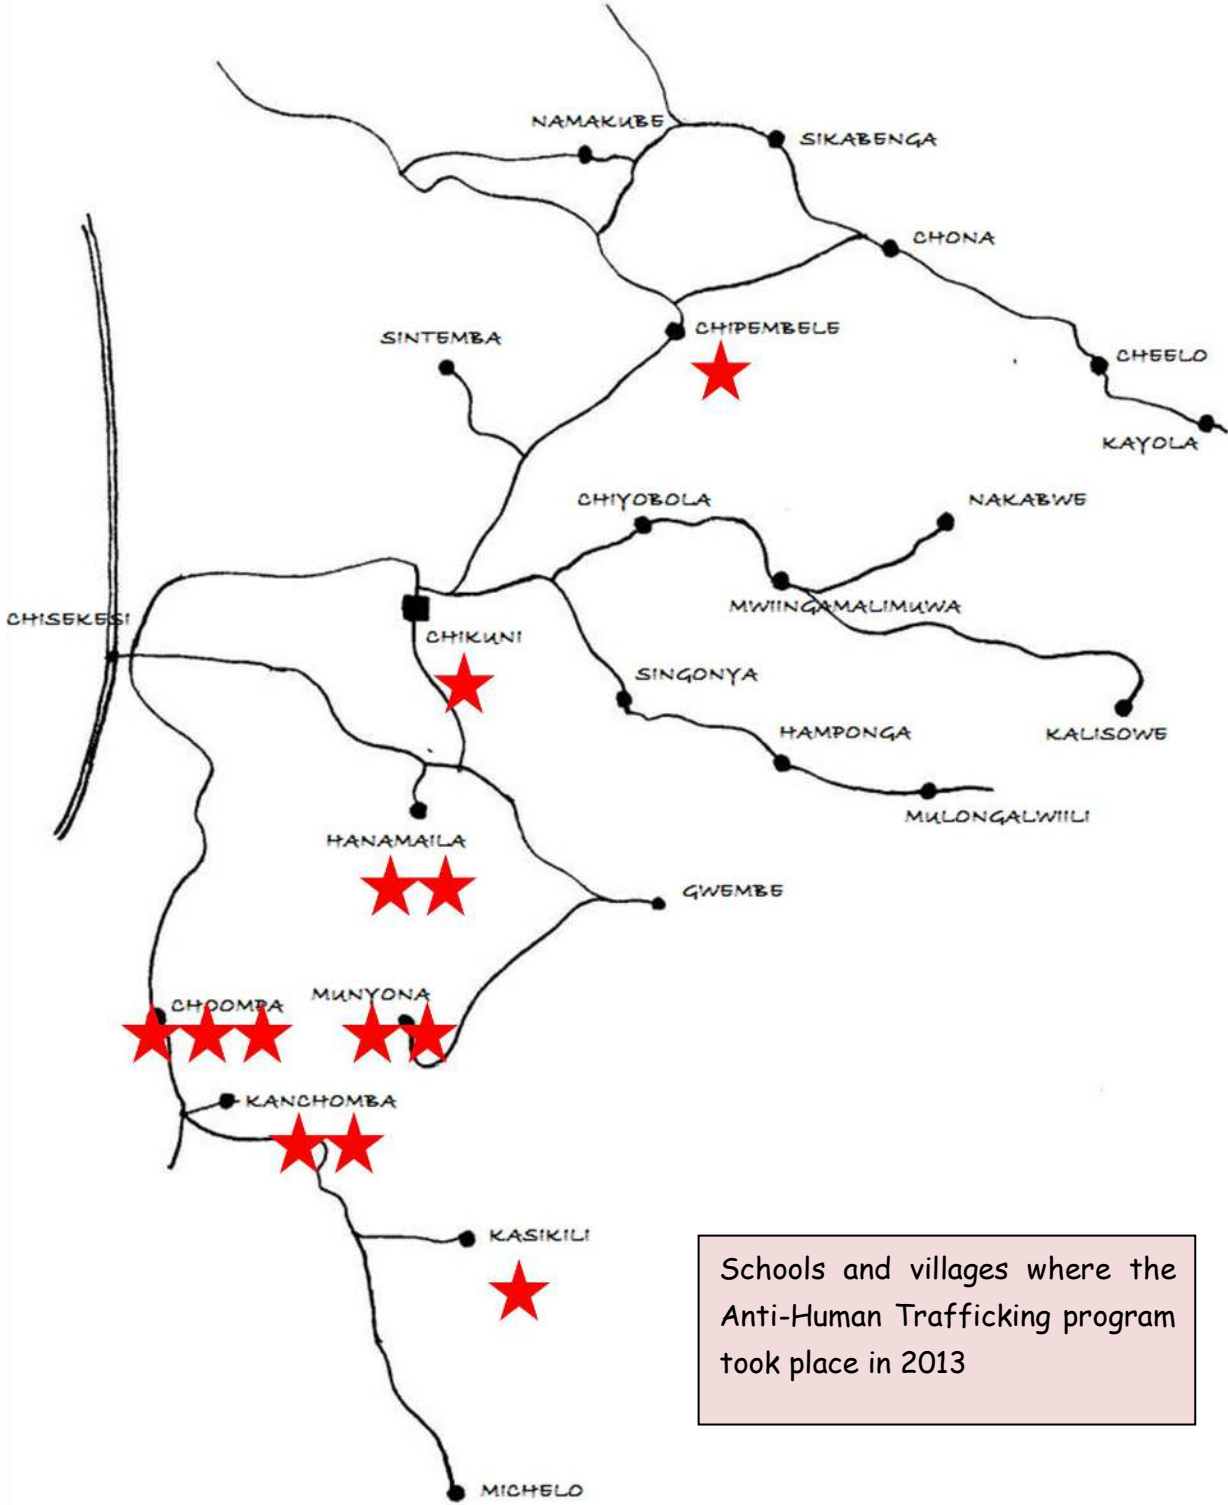 NAMAKUBE
SIKABENGA
CHONA
CHIPEMBELE
SINTEMBA
CHEELO
KAYOLA
CHIYOBOLA
NAKABWE
MWIINGAMALIMUWA
CHISEKESI
CHIKUNI
SINGONYA
HAMPONGA
KALISOWE
MULONGALWIILI
HANAMAILA
GWEMBE
MUNYONA
CHOOMPA
KANCHOMBA
KASIKILI
Schools and villages where the
Anti-Human Trafficking program
took place in 2013
MICHELO